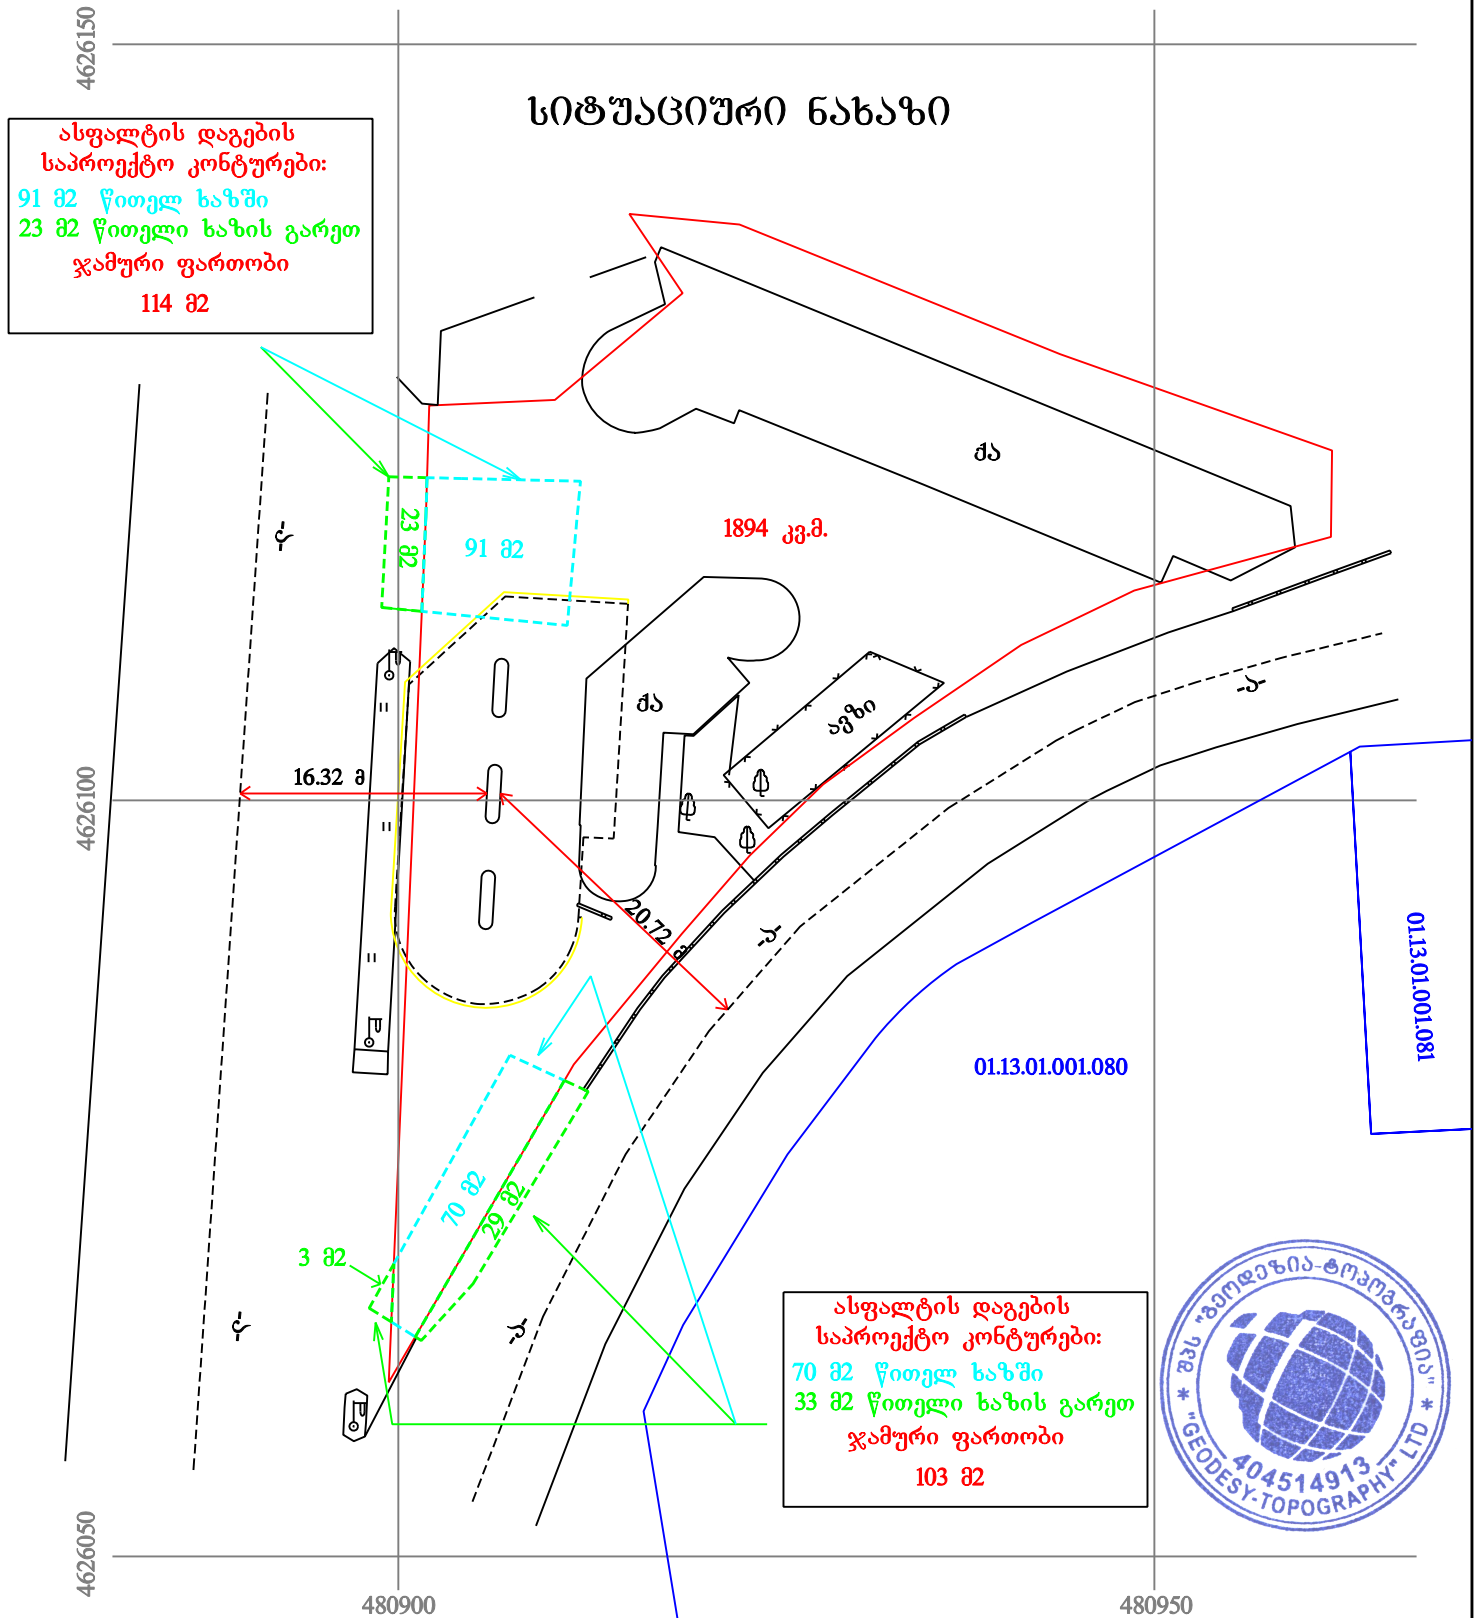 4626150
სიტუაციური ნახაზი
ასფალტის დაგების
საპროექტო კონტურები:
91 მ2 წითელ ხაზში
23 მ2 წითელი ხაზის გარეთ
ჯამური ფართობი
114 მ2
ქა
1894 კვ.მ.
23 მ2
91 მ2
-ა-
-ა-
ქა
ავზი
16.32 მ
4626100
20.72 მ
-ა-
01.13.01.001.081
01.13.01.001.080
70 მ2
29 მ2
3 მ2
-ა-
-ა-
ასფალტის დაგების
საპროექტო კონტურები:
70 მ2 წითელ ხაზში
33 მ2 წითელი ხაზის გარეთ
ჯამური ფართობი
103 მ2
შპს "გეოდეზია-ტოპოგრაფია"
404514913
"GEODESY-TOPOGRAPHY" LTD
4626050
480900
480950